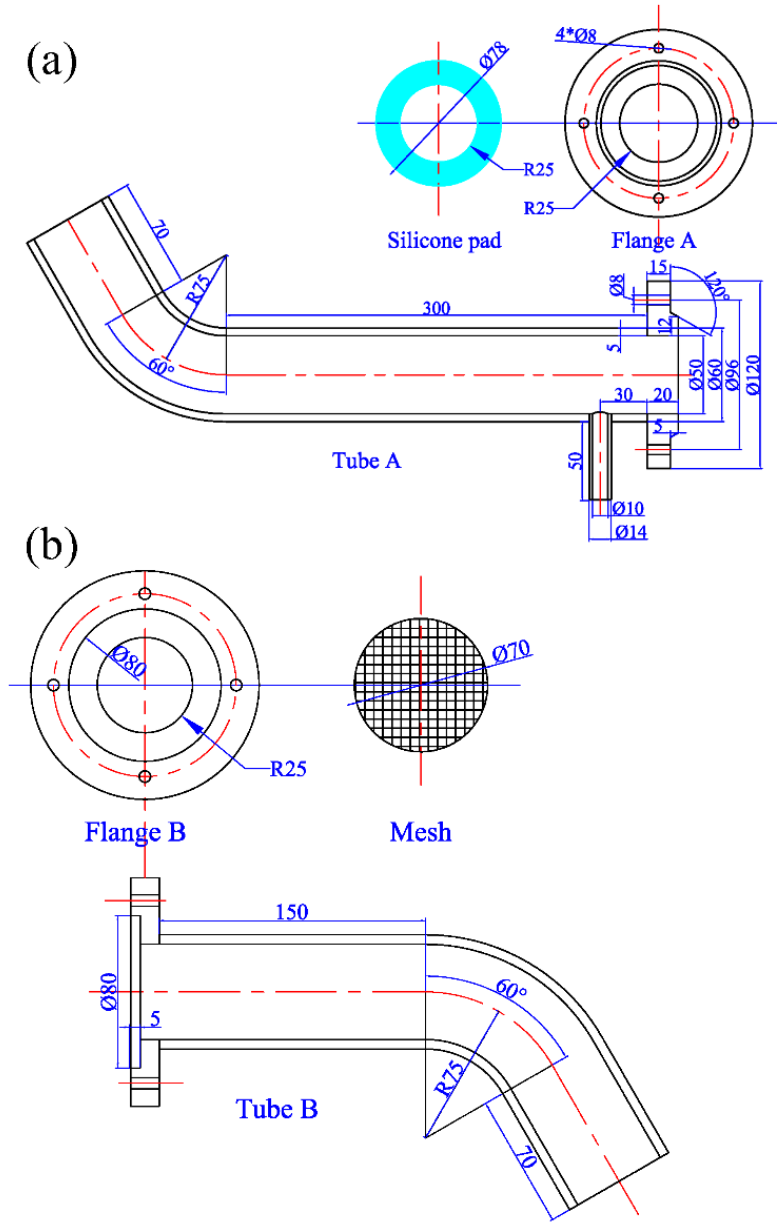 (a)
Ø78
4*Ø8
R25
R25
Silicone pad
Flange A
70
R75
60°
300
15
Ø8
120°
12
5
Ø50
Ø60
Ø96
Ø120
30
20
5
50
Ø10
Ø14
Tube A
(b)
Ø80
Ø70
R25
Flange B
Mesh
150
Ø80
5
60°
R75
70
Tube B